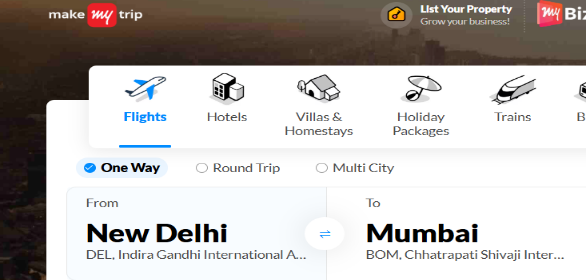 make my trip
List Your Property
Grow your business!
my Biz
Flights
Hotels
Villas &
Homestays
Holiday
Packages
Trains
B
One Way
Round Trip
Multi City
From
To
New Delhi
Mumbai
DEL, Indira Gandhi International A...
BOM, Chhatrapati Shivaji Inter...